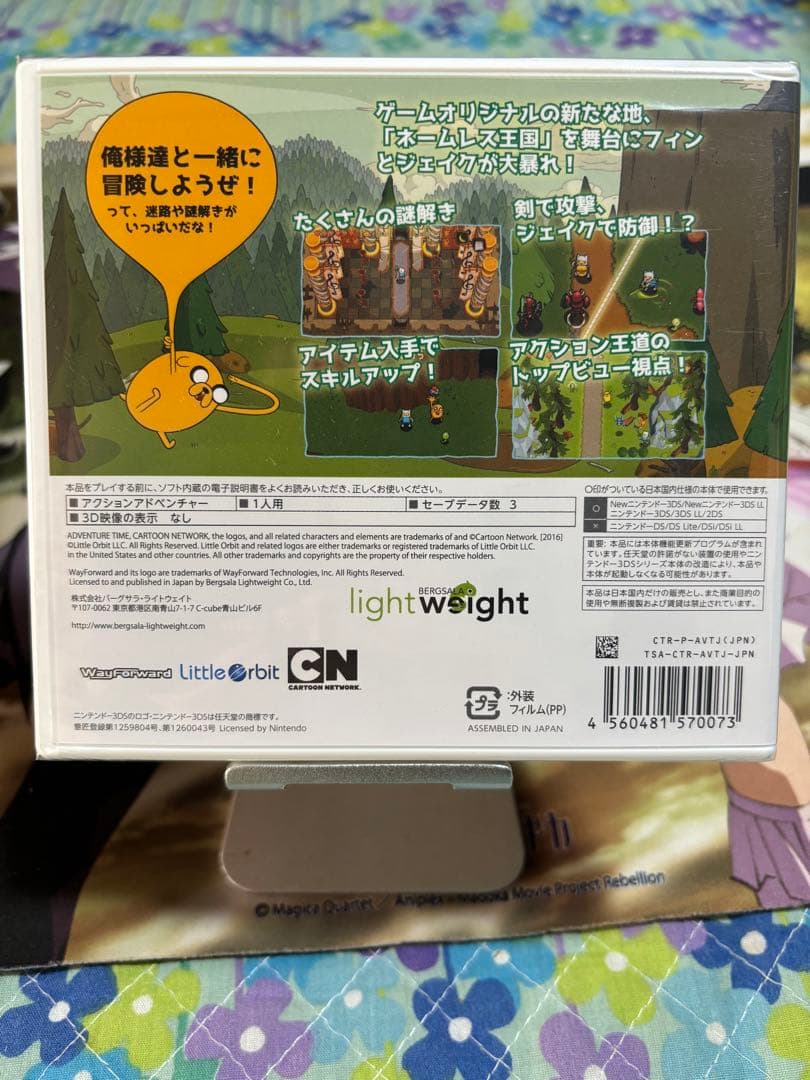 俺様達と一緒に
冒険しようぜ！
って、迷路や謎解きが
いっぱいだな！
ゲームオリジナルの新たな地、
「ネームレス王国」を舞台にフィン
とジェイクが大暴れ！
たくさんの謎解き
剣で攻撃、
ジェイクで防御！？
アイテム入手で
スキルアップ！
アクション王道の
トップビュー視点！
本品をプレイする前に、ソフト内蔵の電子説明書をよくお読みいただき、正しくお使いください。
■アクションアドベンチャー ■1人用 ■セーブデータ数 3
■3D映像の表示 なし
〇印がついている日本国内仕様の本体で使用できます。
○ Newニンテンドー3DS/Newニンテンドー3DS LL
ニンテンドー3DS/3DS LL/2DS
× ニンテンドーDS/DS Lite/DSi/DSi LL
ADVENTURE TIME, CARTOON NETWORK, the logos, and all related characters and elements are trademarks of and ©Cartoon Network. [2016]
©Little Orbit LLC. All Rights Reserved. Little Orbit and related logos are either trademarks or registered trademarks of Little Orbit LLC.
in the United States and other countries. All other trademarks and copyrights are the property of their respective holders.
WayForward and its logo are trademarks of WayForward Technologies, Inc. All Rights Reserved.
Licensed to and published in Japan by Bergsala Lightweight Co., Ltd.
重要：本品には本体機能更新プログラムが含まれ
ています。任天堂の許諾がない装置の使用やニン
テンドー3DSシリーズ本体の改造により、本品や
本体が起動しなくなる可能性があります。
本品は日本国内だけの販売とし、また商業目的の
使用や無断複製および賃貸は禁止されています。
株式会社バーグサラ・ライトウェイト
〒107-0062 東京都港区南青山7-1-7 C-cube青山ビル6F
http://www.bergsala-lightweight.com
BERGSALA
lightweight
CTR-P-AVTJ(JPN)
TSA-CTR-AVTJ-JPN
WayForward Little Orbit CN
CARTOON NETWORK.
プラ :外装
フィルム(PP)
ASSEMBLED IN JAPAN
4 560481 570073
ニンテンドー3DSのロゴ・ニンテンドー3DSは任天堂の商標です。
意匠登録第1259804号、第1260043号 Licensed by Nintendo
© Magica Quartet / Aniplex・Madoka Movie Project Rebellion